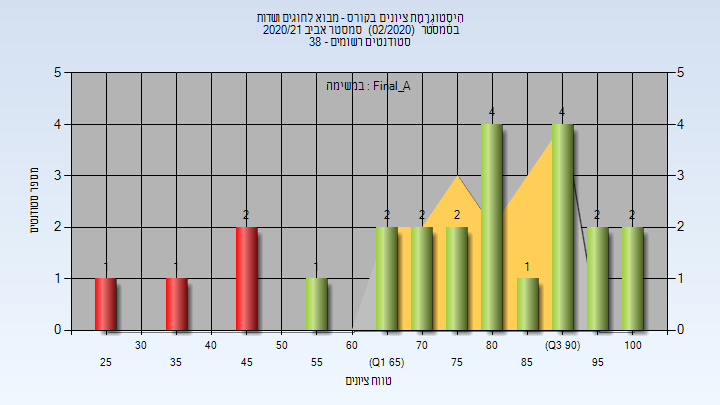 היסטוגרמת ציונים בקורס - מבוא לחוגים ושדות
בסמסטר (02/2020) סמסטר אביב 2020/21
סטודנטים רשומים - 38
במשימה : Final_A
מספר סטודנטים
5 5
4 4
3 3
2 2
1 1
0 0
1 1 2 1 2 2 2 4 1 4 2 2
30 40 50 60 70 80 (Q3 90) 100
25 35 45 55 (Q1 65) 75 85 95
טווח ציונים